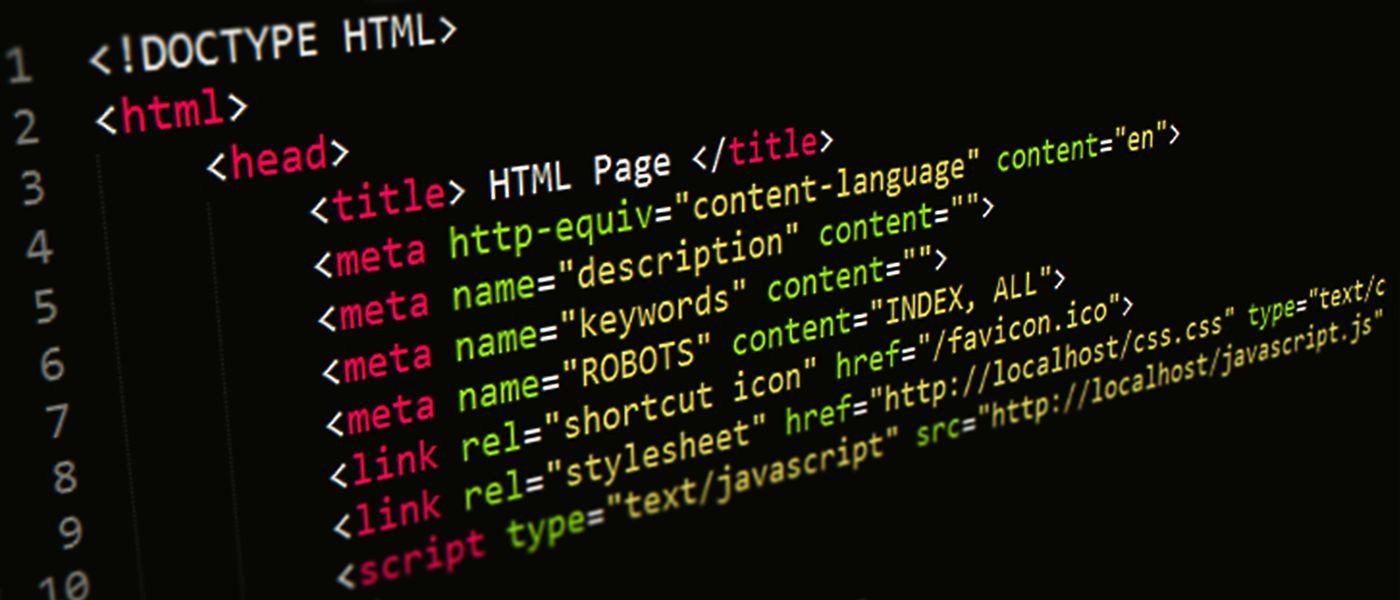 1 <!DOCTYPE HTML>
2 <html>
3 <head>
4 <title> HTML Page </title>
5 <meta http-equiv="content-language" content="en">
6 <meta name="description" content="">
7 <meta name="keywords" content="">
8 <meta name="ROBOTS" content="INDEX, ALL">
9 <link rel="shortcut icon" href="/favicon.ico">
10 <link rel="stylesheet" href="http://localhost/css.css" type="text/c
<script type="text/javascript" src="http://localhost/javascript.js"